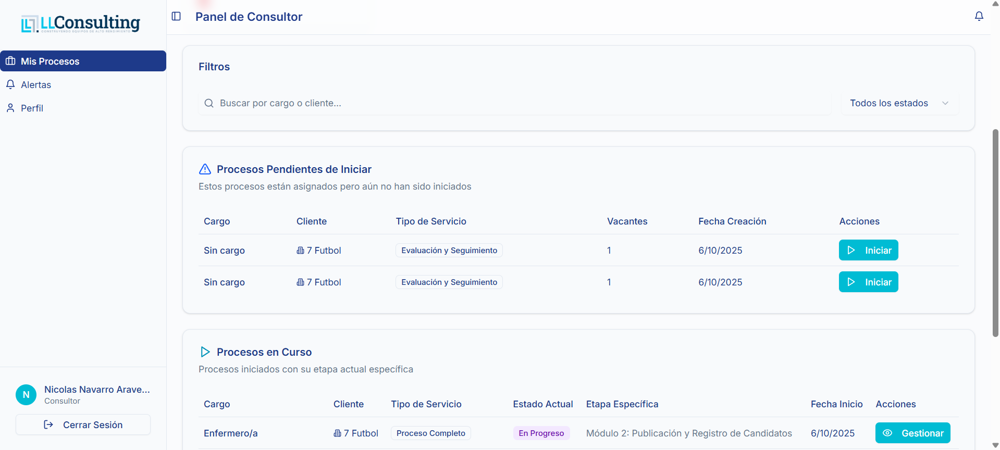 LLConsulting
CONSTRUYENDO EQUIPOS DE ALTO RENDIMIENTO
Mis Procesos
Alertas
Perfil
Nicolas Navarro Arave...
Consultor
Cerrar Sesión
Panel de Consultor
Filtros
Buscar por cargo o cliente...
Todos los estados
Procesos Pendientes de Iniciar
Estos procesos están asignados pero aún no han sido iniciados
Cargo Cliente Tipo de Servicio Vacantes Fecha Creación Acciones
Sin cargo 7 Futbol Evaluación y Seguimiento 1 6/10/2025 Iniciar
Sin cargo 7 Futbol Evaluación y Seguimiento 1 6/10/2025 Iniciar
Procesos en Curso
Procesos iniciados con su etapa actual específica
Cargo Cliente Tipo de Servicio Estado Actual Etapa Específica Fecha Inicio Acciones
Enfermero/a 7 Futbol Proceso Completo En Progreso Módulo 2: Publicación y Registro de Candidatos 6/10/2025 Gestionar
N